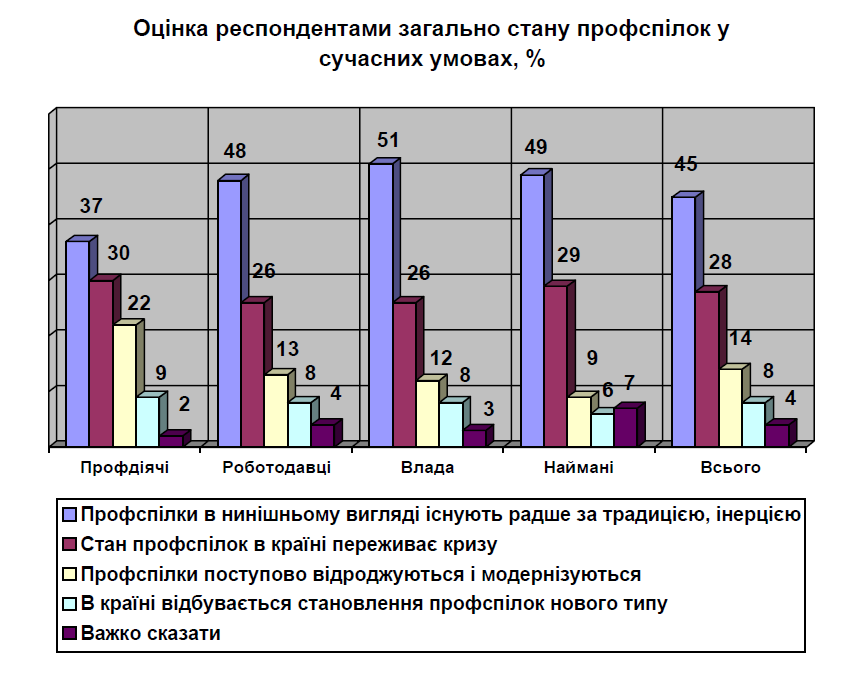 Оцінка респондентами загально стану профспілок у
сучасних умовах, %
37
30
22
9
2
48
26
13
8
4
51
26
12
8
3
49
29
9
6
7
45
28
14
8
4
Профдіячі
Роботодавці
Влада
Наймані
Всього
Профспілки в нинішньому вигляді існують радше за традицією, інерцією
Стан профспілок в країні переживає кризу
Профспілки поступово відроджуються і модернізуються
В країні відбувається становлення профспілок нового типу
Важко сказати